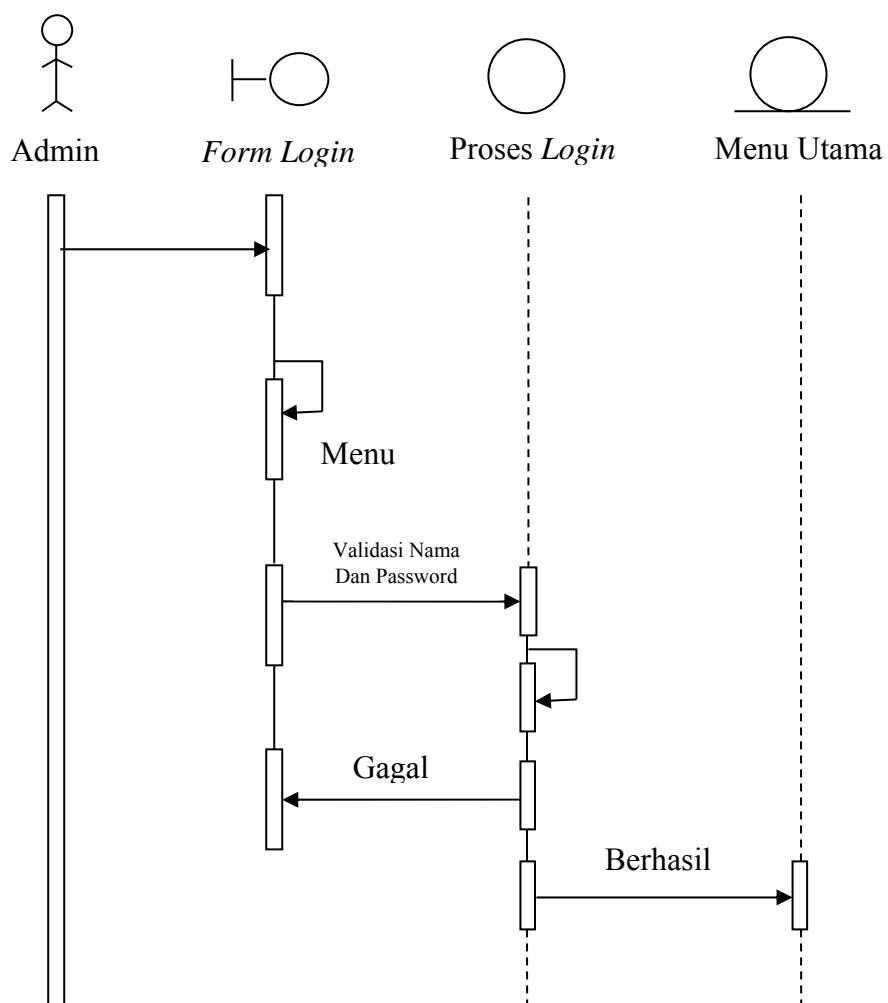 Admin
Form Login
Proses Login
Menu Utama
Menu
Validasi Nama
Dan Password
Gagal
Berhasil